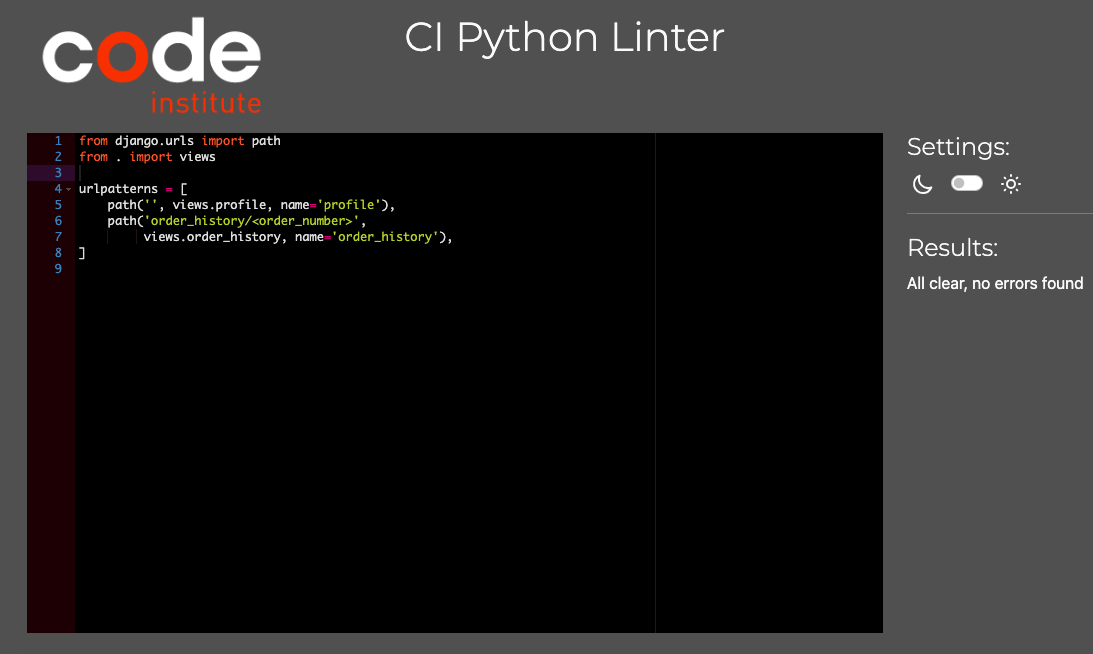 code
institute
CI Python Linter
1 from django.urls import path
2 from . import views
3
4 urlpatterns = [
5     path('', views.profile, name='profile'),
6     path('order_history/<order_number>',
7          views.order_history, name='order_history'),
8 ]
9
Settings:
Results:
All clear, no errors found